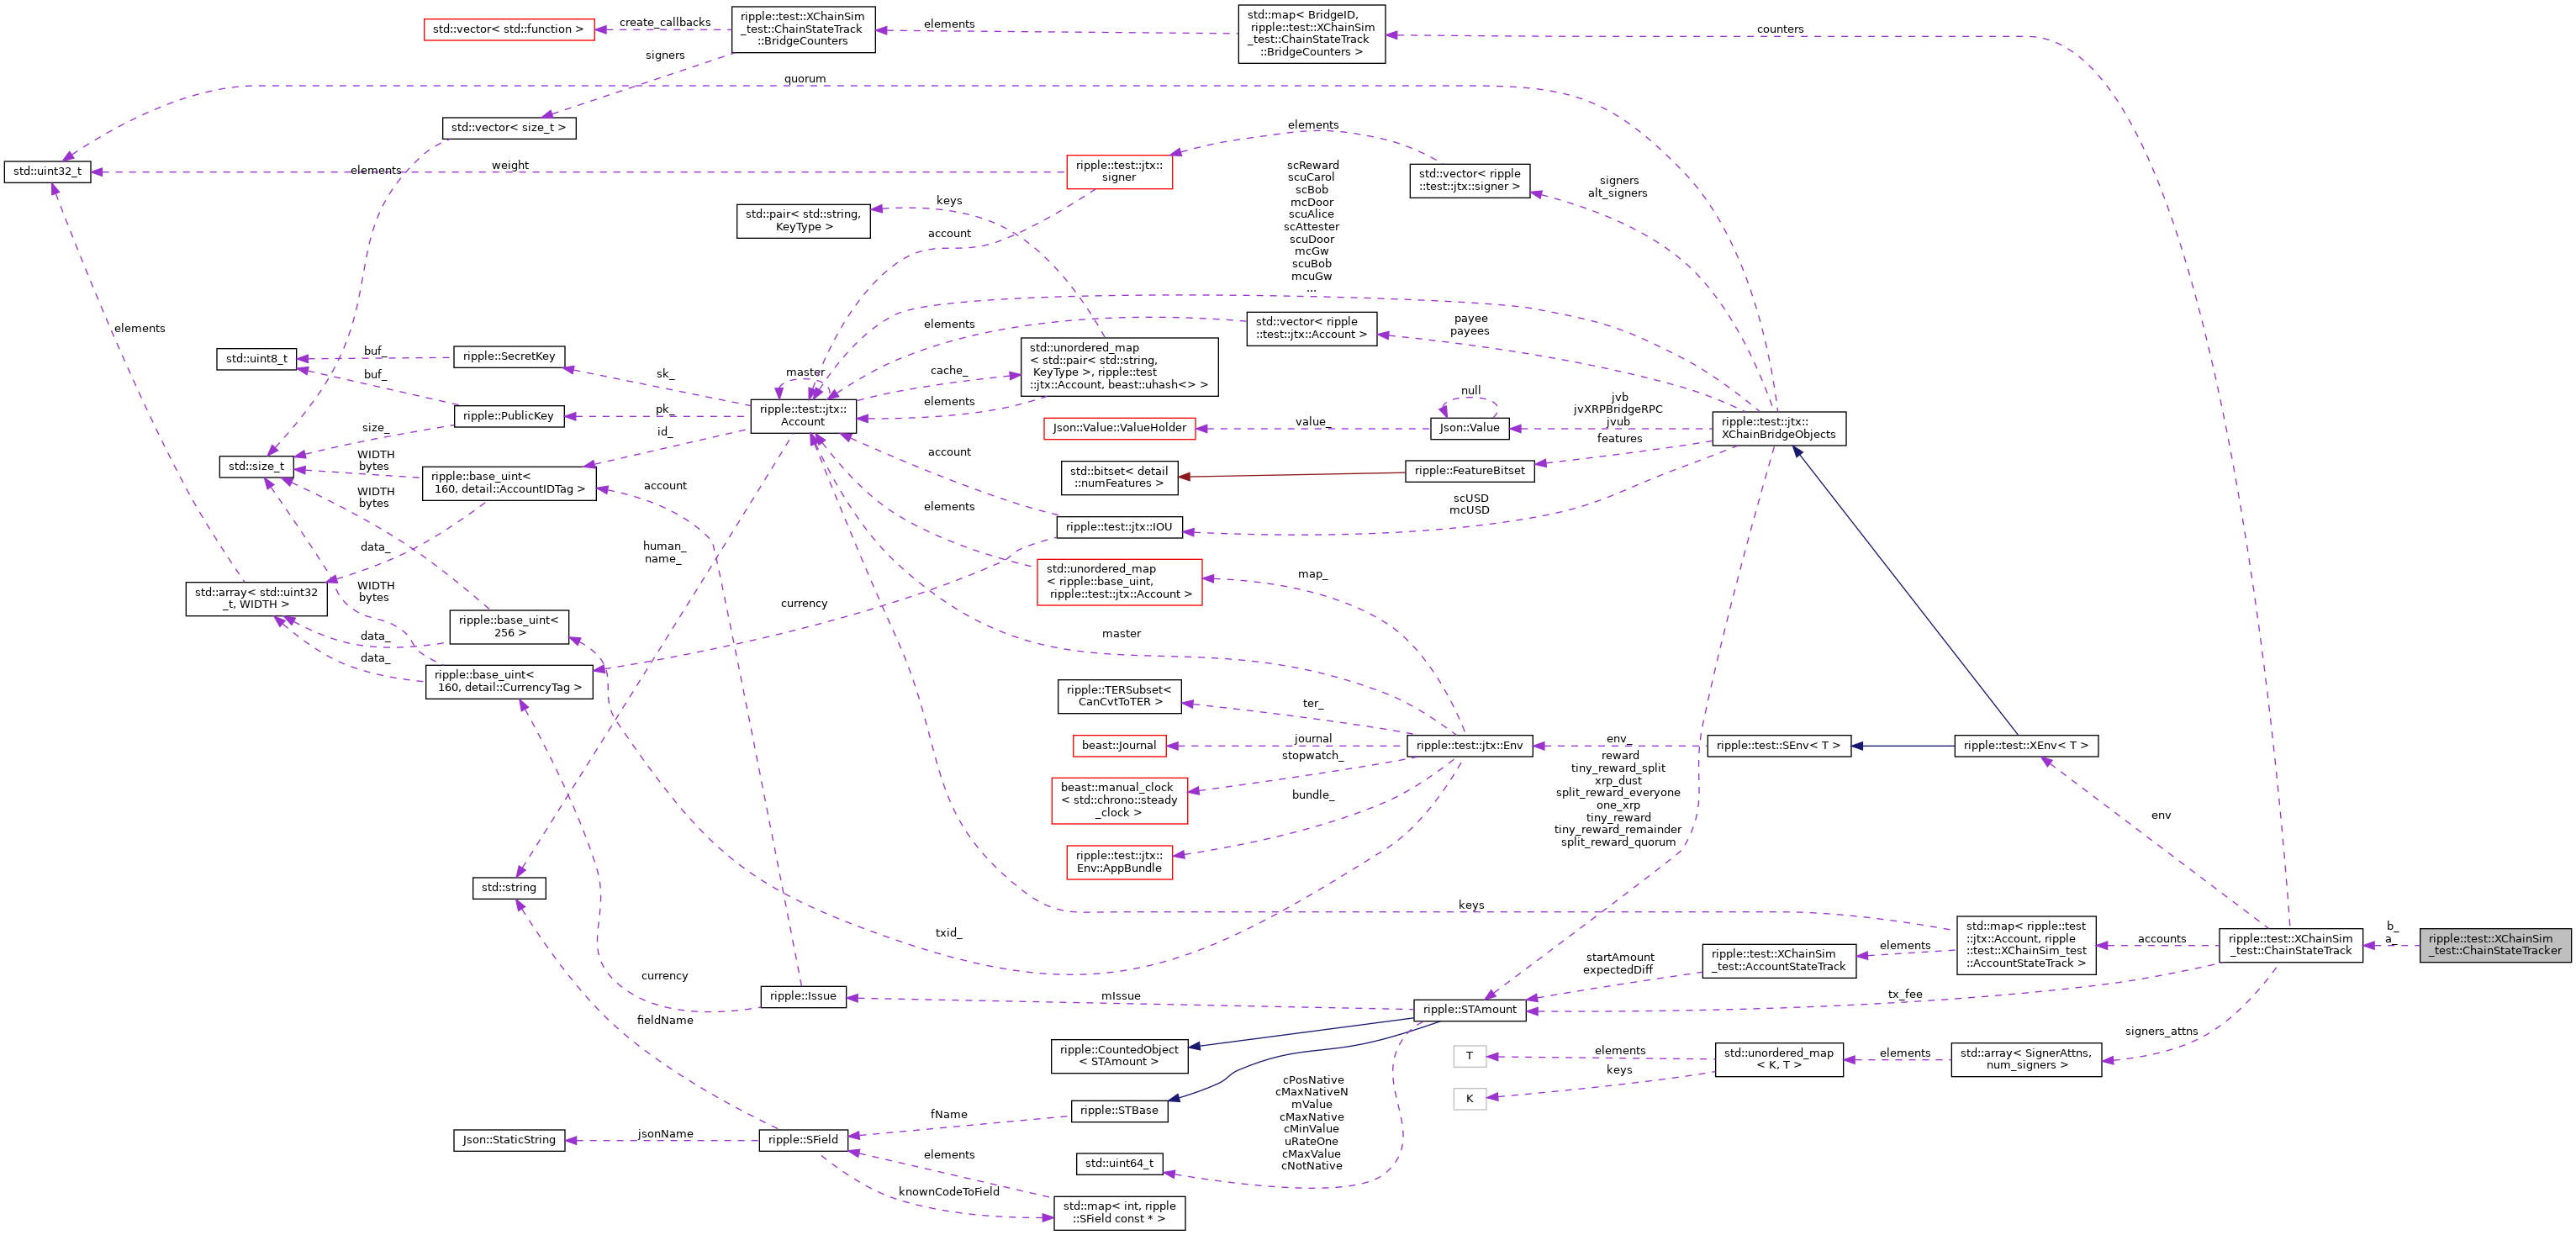 std::vector< std::function >
create_callbacks
ripple::test::XChainSim
_test::ChainStateTrack
::BridgeCounters
elements
std::map< BridgeID,
ripple::test::XChainSim
_test::ChainStateTrack
::BridgeCounters >
counters
signers
quorum
std::vector< size_t >
std::uint32_t
elements
weight
ripple::test::jtx::
signer
elements
std::vector< ripple
::test::jtx::signer >
signers
alt_signers
scReward
scuCarol
scBob
mcDoor
scuAlice
scAttester
scuDoor
mcGw
scuBob
mcuGw
...
std::pair< std::string,
KeyType >
keys
account
elements
std::uint8_t
buf_
ripple::SecretKey
sk_
buf_
ripple::PublicKey
pk_
size_
id_
master
ripple::test::jtx::
Account
elements
cache_
elements
std::unordered_map
< std::pair< std::string,
KeyType >, ripple::test
::jtx::Account, beast::uhash<> >
std::vector< ripple
::test::jtx::Account >
payee
payees
null
Json::Value::ValueHolder
value_
Json::Value
jvb
jvXRPBridgeRPC
jvub
features
ripple::test::jtx::
XChainBridgeObjects
std::size_t
WIDTH
bytes
ripple::base_uint<
160, detail::AccountIDTag >
account
account
std::bitset< detail
::numFeatures >
ripple::FeatureBitset
WIDTH
bytes
elements
ripple::test::jtx::IOU
scUSD
mcUSD
data_
human_
name_
std::unordered_map
< ripple::base_uint,
ripple::test::jtx::Account >
map_
std::array< std::uint32
_t, WIDTH >
WIDTH
bytes
currency
ripple::base_uint<
256 >
data_
data_
ripple::base_uint<
160, detail::CurrencyTag >
master
ripple::TERSubset<
CanCvtToTER >
ter_
beast::Journal
journal
stopwatch_
ripple::test::jtx::Env
env_
ripple::test::SEnv< T >
ripple::test::XEnv< T >
beast::manual_clock
< std::chrono::steady
_clock >
bundle_
reward
tiny_reward_split
xrp_dust
split_reward_everyone
one_xrp
tiny_reward
tiny_reward_remainder
split_reward_quorum
env
ripple::test::jtx::
Env::AppBundle
std::string
keys
txid_
std::map< ripple::test
::jtx::Account, ripple
::test::XChainSim_test
::AccountStateTrack >
accounts
ripple::test::XChainSim
_test::ChainStateTrack
b_
a_
ripple::test::XChainSim
_test::ChainStateTracker
elements
ripple::test::XChainSim
_test::AccountStateTrack
startAmount
expectedDiff
currency
ripple::Issue
mIssue
ripple::STAmount
tx_fee
fieldName
signers_attns
ripple::CountedObject
< STAmount >
T
elements
keys
K
std::unordered_map
< K, T >
elements
std::array< SignerAttns,
num_signers >
cPosNative
cMaxNativeN
mValue
cMaxNative
cMinValue
uRateOne
cMaxValue
cNotNative
fName
ripple::STBase
Json::StaticString
jsonName
ripple::SField
elements
std::uint64_t
knownCodeToField
std::map< int, ripple
::SField const * >